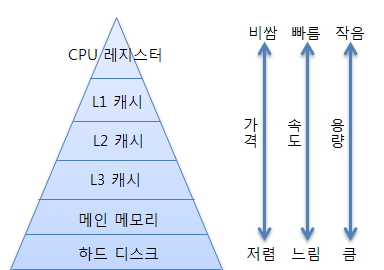 비쌈 빠름 작음
CPU 레지스터
L1 캐시
L2 캐시
L3 캐시
메인 메모리
하드 디스크
가격
속도
용량
저렴 느림 큼